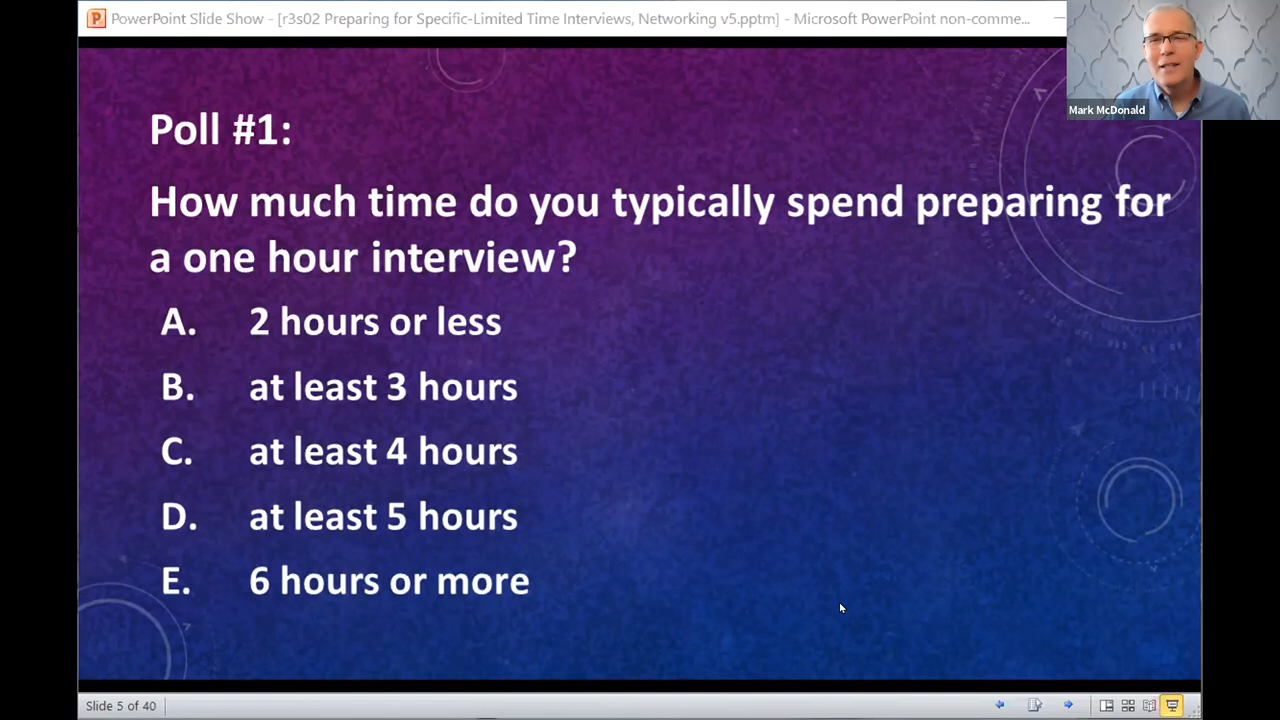 PowerPoint Slide Show - [r3s02 Preparing for Specific-Limited Time Interviews, Networking v5.pptm] - Microsoft PowerPoint non-comme...
Mark McDonald
Poll #1:
How much time do you typically spend preparing for
a one hour interview?
A. 2 hours or less
B. at least 3 hours
C. at least 4 hours
D. at least 5 hours
E. 6 hours or more
Slide 5 of 40